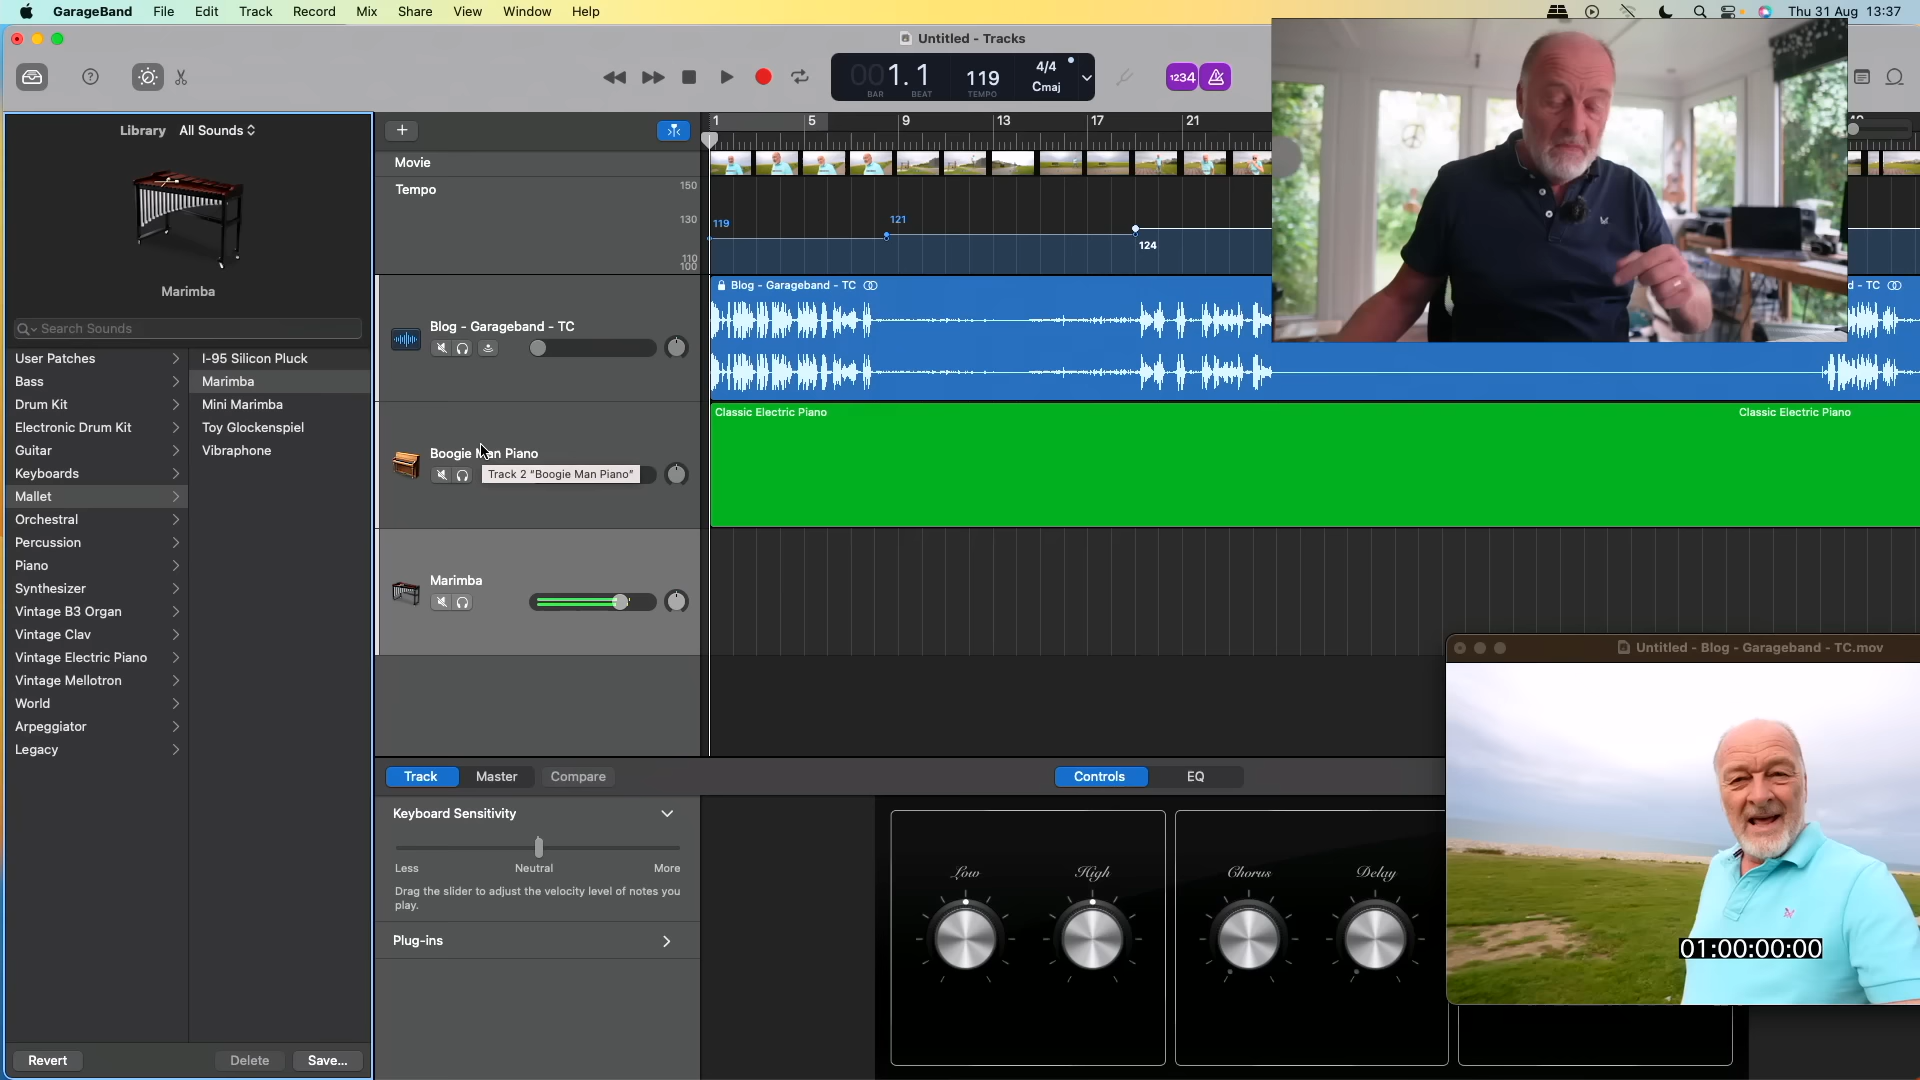 GarageBand File Edit Track Record Mix Share View Window Help
Thu 31 Aug 13:37
Untitled - Tracks
001.1
BAR BEAT
119
TEMPO
4/4
Cmaj
1234
Library All Sounds
Marimba
Search Sounds
User Patches
Bass
Drum Kit
Electronic Drum Kit
Guitar
Keyboards
Mallet
Orchestral
Percussion
Piano
Synthesizer
Vintage B3 Organ
Vintage Clav
Vintage Electric Piano
Vintage Mellotron
World
Arpeggiator
Legacy
I-95 Silicon Pluck
Marimba
Mini Marimba
Toy Glockenspiel
Vibraphone
Revert
Delete
Save...
1 5 9 13 17 21
Movie
Tempo
150
130
110
100
119
121
124
Blog - Garageband - TC
Blog - Garageband - TC
d - TC
Boogie Man Piano
Track 2 "Boogie Man Piano"
Classic Electric Piano
Classic Electric Piano
Marimba
Track Master Compare
Controls EQ
Keyboard Sensitivity
Less Neutral More
Drag the slider to adjust the velocity level of notes you
play.
Plug-ins
Low High Chorus Delay
Untitled - Blog - Garageband - TC.mov
01:00:00:00